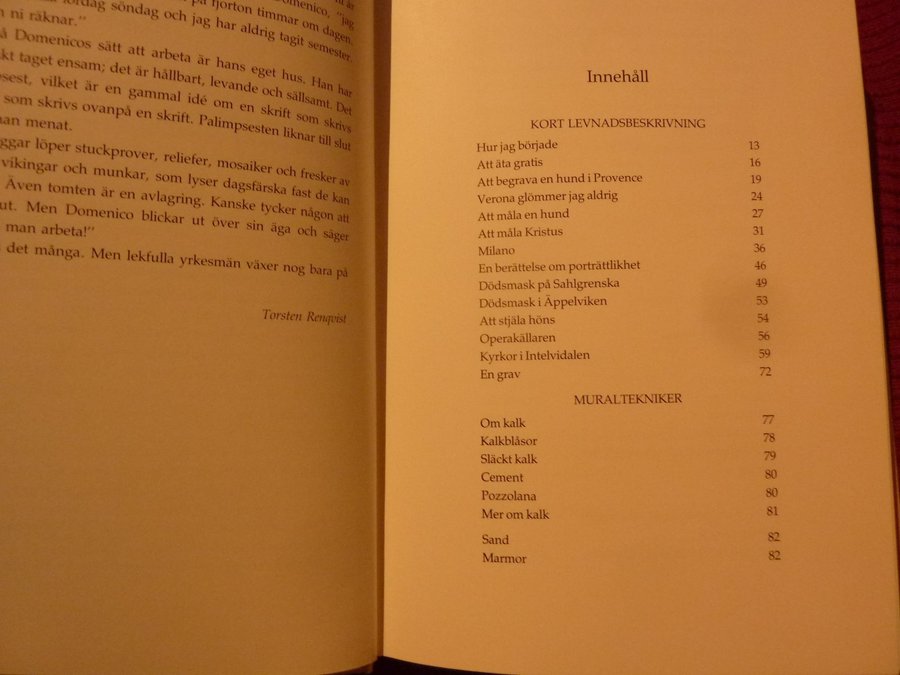 lördag söndag och jag har aldrig tagit semester.
på fjorton timmar om dagen,
Domenico, "jag
ni räknar."
Domenicos sätt att arbeta är hans eget hus. Han har
taget ensam; det är hållbart, levande och sällsamt. Det
vilket är en gammal idé om en skrift som skrivs
som skrivs ovanpå en skrift. Palimpsesten liknar till slut
man menat.
löper stuckprover, reliefer, mosaiker och fresker av
vikingar och munkar, som lyser dagsfärska fast de kan
Även tomten är en avlagring. Kanske tycker någon att
Men Domenico blickar ut över sin äga och säger
man arbeta!"
det många. Men lekfulla yrkesmän växer nog bara på
Torsten Renqvist
Innehåll
KORT LEVNADSBESKRIVNING
Hur jag började 13
Att äta gratis 16
Att begrava en hund i Provence 19
Verona glömmer jag aldrig 24
Att måla en hund 27
Att måla Kristus 31
Milano 36
En berättelse om porträttlikhet 46
Dödsmask på Sahlgrenska 49
Dödsmask i Äppelviken 53
Att stjäla höns 54
Operakällaren 56
Kyrkor i Intelvidalen 59
En grav 72
MURALTEKNIKER
Om kalk 77
Kalkblåsor 78
Släckt kalk 79
Cement 80
Pozzolana 80
Mer om kalk 81
Sand 82
Marmor 82